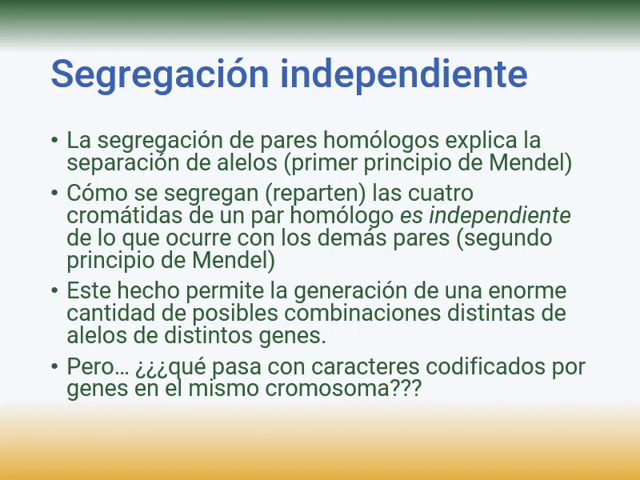 Segregación independiente
• La segregación de pares homólogos explica la
separación de alelos (primer principio de Mendel)
• Cómo se segregan (reparten) las cuatro
cromátidas de un par homólogo es independiente
de lo que ocurre con los demás pares (segundo
principio de Mendel)
• Este hecho permite la generación de una enorme
cantidad de posibles combinaciones distintas de
alelos de distintos genes.
• Pero… ¿¿¿qué pasa con caracteres codificados por
genes en el mismo cromosoma???